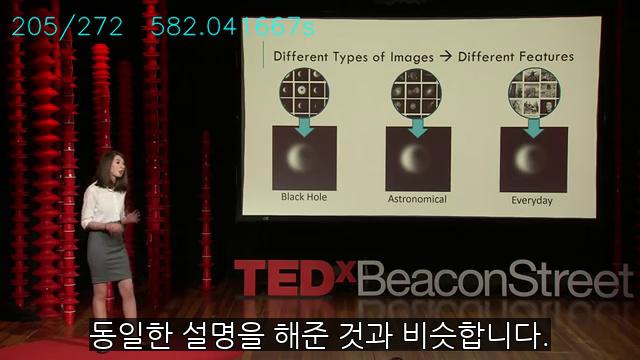 205/272 582.041667s
Different Types of Images → Different Features
Black Hole
Astronomical
Everyday
TEDxBeaconStreet
동일한 설명을 해준 것과 비슷합니다.